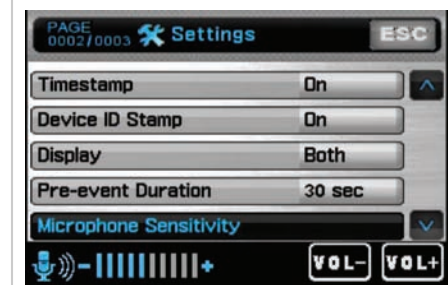 PAGE
0002/0003 Settings ESC
Timestamp On
Device ID Stamp On
Display Both
Pre-event Duration 30 sec
Microphone Sensitivity
VOL- VOL+